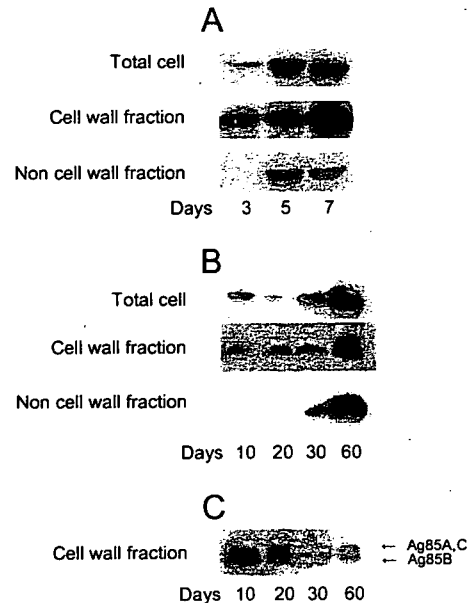 A
Total cell
Cell wall fraction
Non cell wall fraction
Days 3 5 7
B
Total cell
Cell wall fraction
Non cell wall fraction
Days 10 20 30 60
C
Cell wall fraction
← Ag85A,C
← Ag85B
Days 10 20 30 60